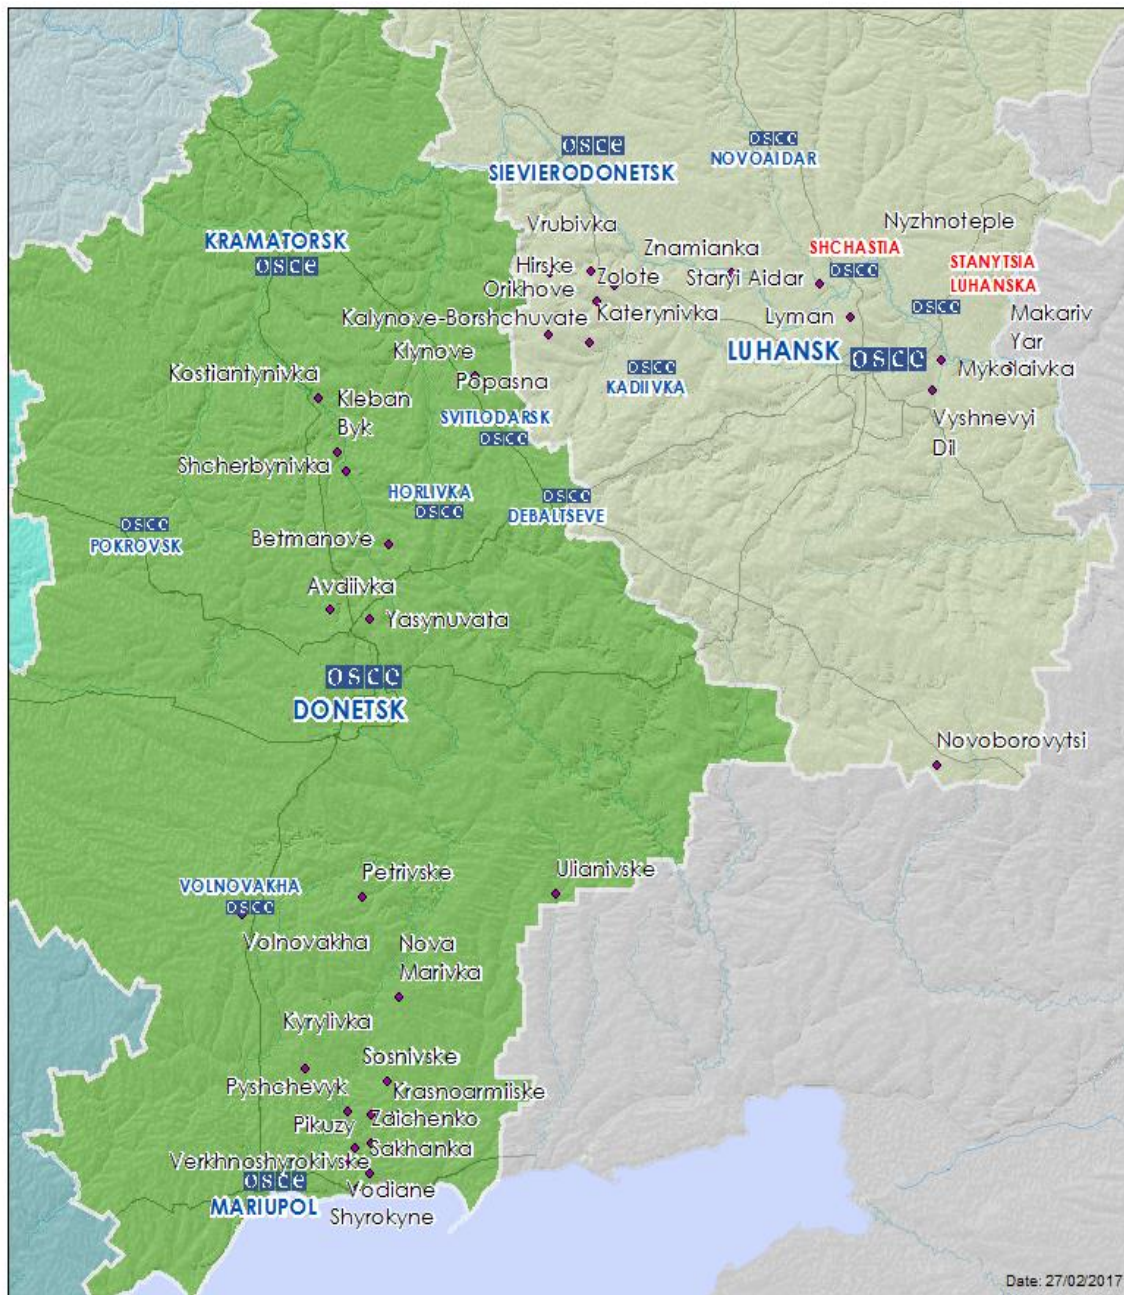 osce
SIEVIERODONETSK
osce
NOVOAIDAR
Vrubivka
Nyzhnoteple
KRAMATORSK
osce
Znamianka
SHCHASTIA
osce
STANYTSIA
LUHANSKA
osce
Hirske
Zolote
Staryi Aidar
Orikhove
Katerynivka
Lyman
Makariv
Yar
Kalynove-Borshchuvate
Klynove
LUHANSK
osce
Mykolaivka
Kostiantynivka
Popasna
osce
KADIIVKA
Kleban
Byk
SVITLODARSK
osce
Vyshnevyi
Dil
Shcherbynivka
HORLIVKA
osce
osce
DEBALTSEVE
osce
POKROVSK
Betmanove
Avdiivka
Yasynuvata
osce
DONETSK
Novoborovytsi
Petrivske
Ulianivske
VOLNOVAKHA
osce
Volnovakha
Nova
Marivka
Kyrylivka
Sosnivske
Pyshchevyk
Krasnoarmiiske
Pikuzy
Zaichenko
Sakhanka
Verkhnoshyrokivske
osce
MARIUPOL
Vodiane
Shyrokyne
Date: 27/02/2017